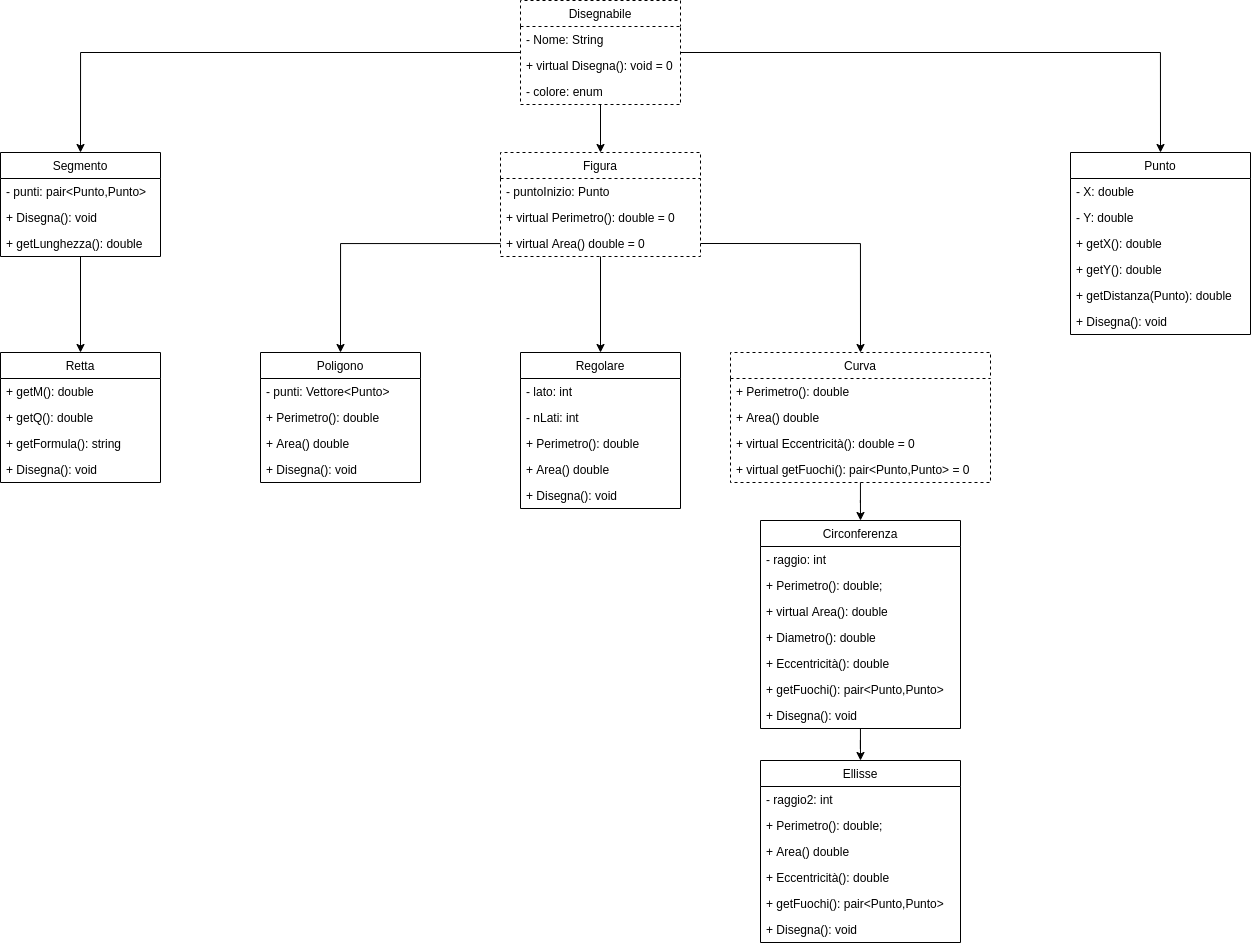 Disegnabile
- Nome: String
+ virtual Disegna(): void = 0
- colore: enum
Segmento
- punti: pair<Punto,Punto>
+ Disegna(): void
+ getLunghezza(): double
Figura
- puntoInizio: Punto
+ virtual Perimetro(): double = 0
+ virtual Area() double = 0
Punto
- X: double
- Y: double
+ getX(): double
+ getY(): double
+ getDistanza(Punto): double
+ Disegna(): void
Retta
+ getM(): double
+ getQ(): double
+ getFormula(): string
+ Disegna(): void
Poligono
- punti: Vettore<Punto>
+ Perimetro(): double
+ Area() double
+ Disegna(): void
Regolare
- lato: int
- nLati: int
+ Perimetro(): double
+ Area() double
+ Disegna(): void
Curva
+ Perimetro(): double
+ Area() double
+ virtual Eccentricità(): double = 0
+ virtual getFuochi(): pair<Punto,Punto> = 0
Circonferenza
- raggio: int
+ Perimetro(): double;
+ virtual Area(): double
+ Diametro(): double
+ Eccentricità(): double
+ getFuochi(): pair<Punto,Punto>
+ Disegna(): void
Ellisse
- raggio2: int
+ Perimetro(): double;
+ Area() double
+ Eccentricità(): double
+ getFuochi(): pair<Punto,Punto>
+ Disegna(): void